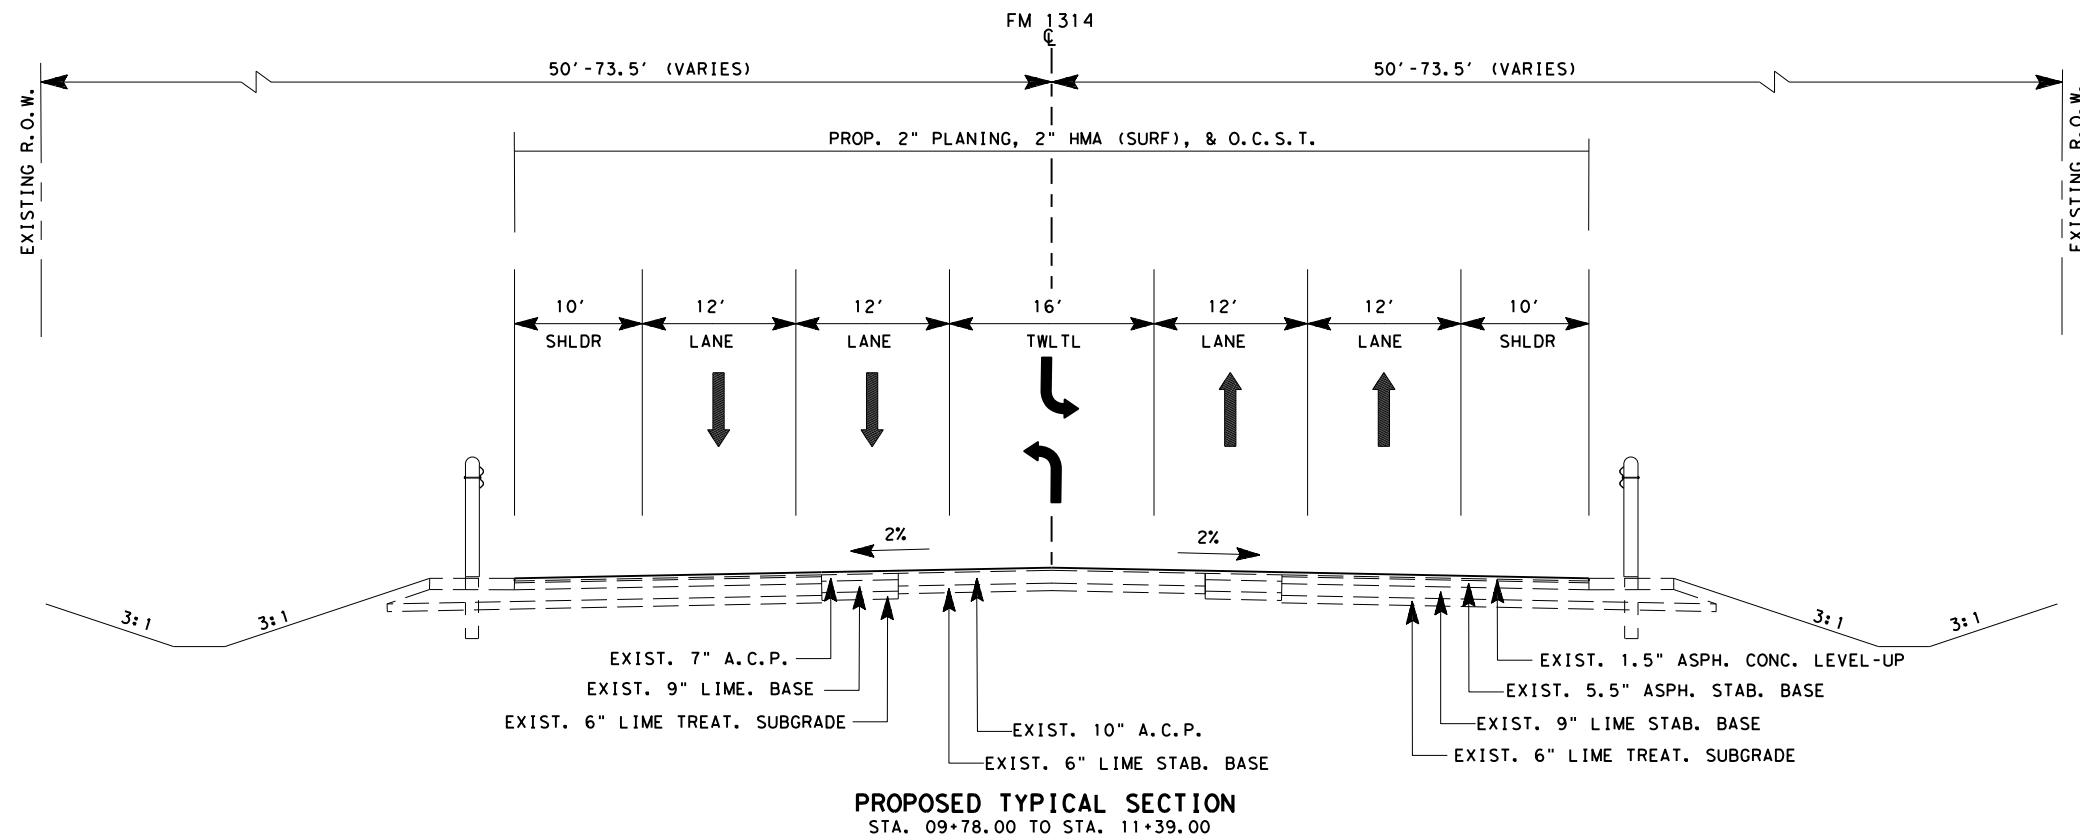 FM 1314
℄
50'-73.5' (VARIES)
50'-73.5' (VARIES)
EXISTING R.O.W.
EXISTING R.O.W.
PROP. 2" PLANING, 2" HMA (SURF), & O.C.S.T.
10'
12'
12'
16'
12'
12'
10'
SHLDR
LANE
LANE
TWLTL
LANE
LANE
SHLDR
2%
2%
3:1
3:1
3:1
3:1
EXIST. 7" A.C.P.
EXIST. 9" LIME. BASE
EXIST. 6" LIME TREAT. SUBGRADE
EXIST. 10" A.C.P.
EXIST. 6" LIME STAB. BASE
EXIST. 1.5" ASPH. CONC. LEVEL-UP
EXIST. 5.5" ASPH. STAB. BASE
EXIST. 9" LIME STAB. BASE
EXIST. 6" LIME TREAT. SUBGRADE
PROPOSED TYPICAL SECTION
STA. 09+78.00 TO STA. 11+39.00